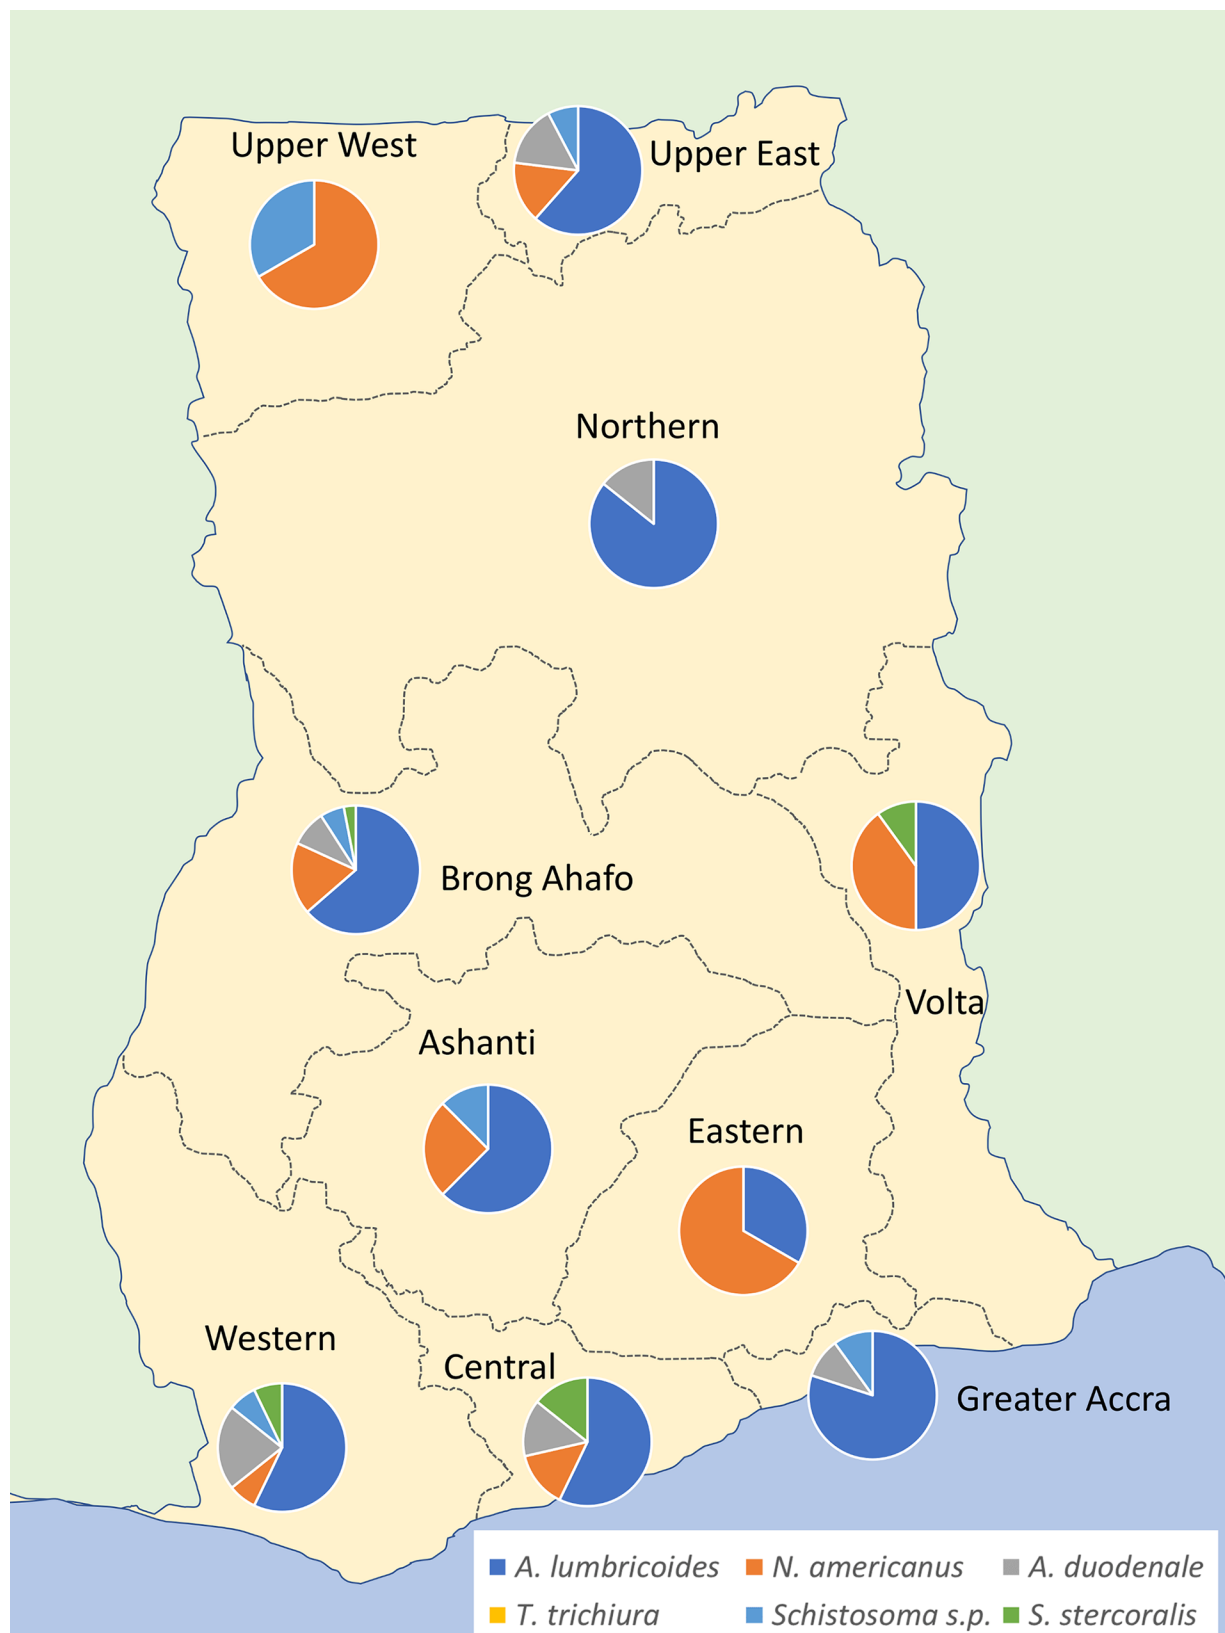 Upper West
Upper East
Northern
Brong Ahafo
Volta
Ashanti
Eastern
Western
Central
Greater Accra
A. lumbricoides N. americanus A. duodenale
T. trichiura Schistosoma s.p. S. stercoralis